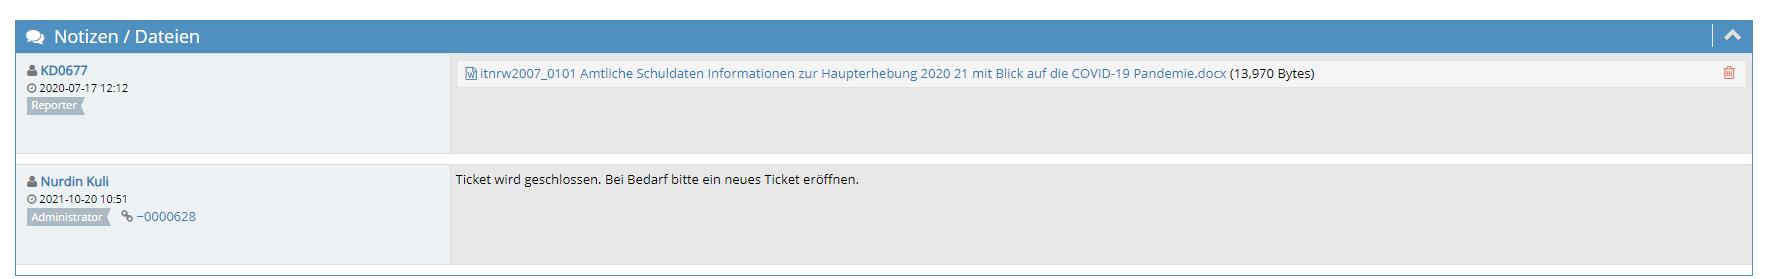 Notizen / Dateien
KD0677
2020-07-17 12:12
Reporter
itnrw2007_0101 Amtliche Schuldaten Informationen zur Haupterhebung 2020 21 mit Blick auf die COVID-19 Pandemie.docx (13,970 Bytes)
Nurdin Kuli
2021-10-20 10:51
Administrator ~0000628
Ticket wird geschlossen. Bei Bedarf bitte ein neues Ticket eröffnen.